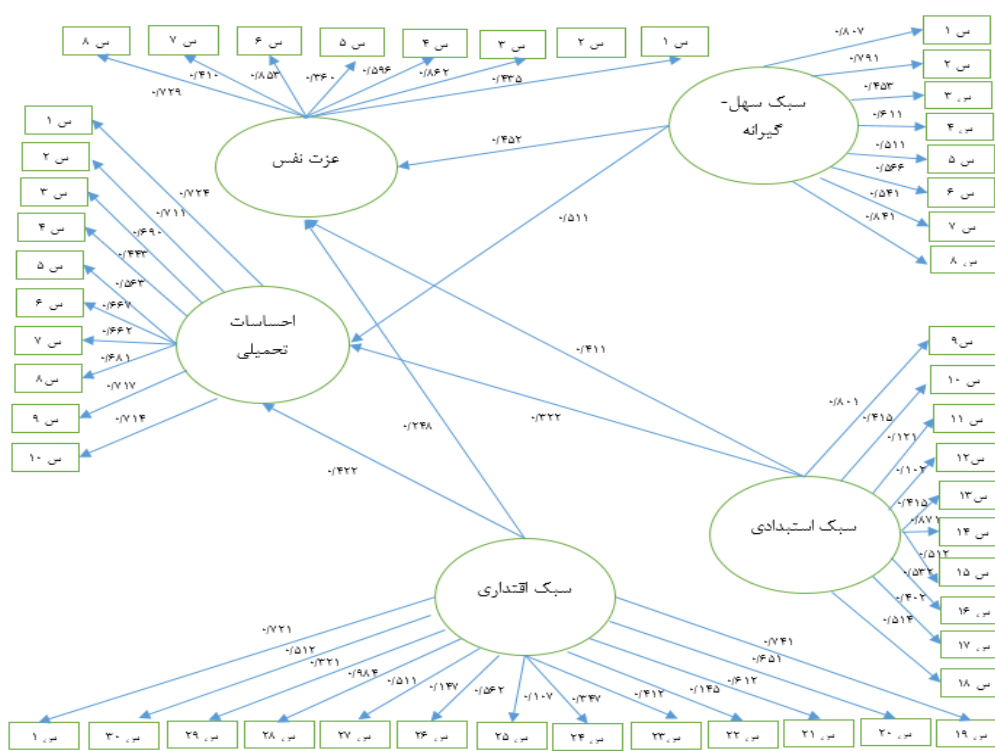 س ۸
س ۷
س ۶
س ۵
س ۴
س ۳
س ۲
س ۱
۰/۷۲۹
۰/۴۱۰
۰/۸۵۳
۰/۳۶۰
۰/۵۹۶
۰/۸۶۲
۰/۴۳۵
عزت نفس
س ۱
س ۲
س ۳
س ۴
س ۵
س ۶
س ۷
س ۸
۰/۸۰۷
۰/۷۹۱
۰/۴۵۳
۰/۶۱۱
۰/۵۱۱
۰/۵۶۶
۰/۵۴۱
۰/۸۴۱
سبک سهل-
گیرانه
۰/۴۵۲
۰/۵۱۱
س ۱
س ۲
س ۳
س ۴
س ۵
س ۶
س ۷
س ۸
س ۹
س ۱۰
۰/۷۲۴
۰/۷۱۱
۰/۶۹۰
۰/۴۴۳
۰/۵۶۳
۰/۶۶۷
۰/۶۶۲
۰/۶۸۱
۰/۷۱۷
۰/۷۱۴
احساسات
تحمیلی
۰/۴۱۱
۰/۳۲۲
۰/۲۴۸
۰/۴۲۲
س ۹
س ۱۰
س ۱۱
س ۱۲
س ۱۳
س ۱۴
س ۱۵
س ۱۶
س ۱۷
س ۱۸
۰/۸۰۱
۰/۴۱۵
۰/۱۲۱
۰/۱۰۲
۰/۴۱۵
۰/۸۷۱
۰/۵۱۲
۰/۵۳۲
۰/۴۰۲
۰/۵۱۴
سبک استبدادی
سبک اقتداری
۰/۷۲۱
۰/۵۱۲
۰/۳۲۱
۰/۹۸۴
۰/۵۱۱
۰/۱۴۷
۰/۵۶۲
۰/۱۰۷
۰/۳۴۷
۰/۴۱۲
۰/۱۴۵
۰/۶۱۲
۰/۶۵۱
۰/۷۴۱
س ۱
س ۳۰
س ۲۹
س ۲۸
س ۲۷
س ۲۶
س ۲۵
س ۲۴
س ۲۳
س ۲۲
س ۲۱
س ۲۰
س ۱۹